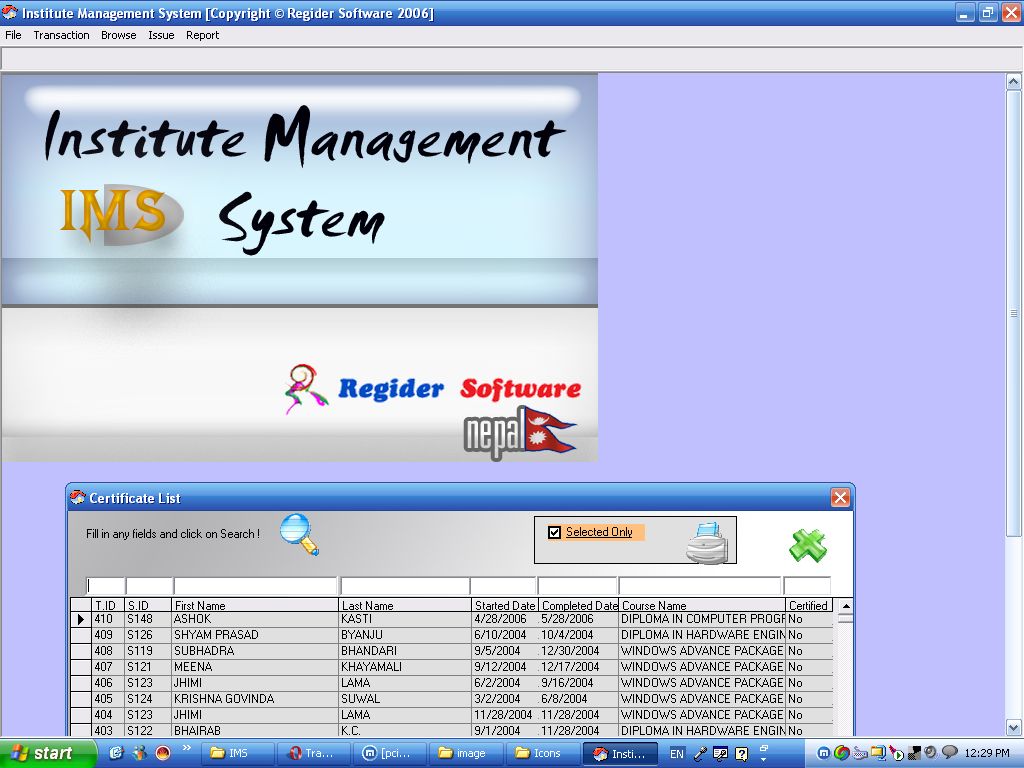 Institute Management System [Copyright © Regider Software 2006]
File Transaction Browse Issue Report
Institute Management
IMS System
Regider Software
nepal
Certificate List
Fill in any fields and click on Search !
Selected Only
T.ID S.ID First Name Last Name Started Date Completed Date Course Name Certified
410 S148 ASHOK KASTI 4/28/2006 5/28/2006 DIPLOMA IN COMPUTER PROGR No
409 S126 SHYAM PRASAD BYANJU 6/10/2004 10/4/2004 DIPLOMA IN HARDWARE ENGIN No
408 S119 SUBHADRA BHANDARI 9/5/2004 12/30/2004 WINDOWS ADVANCE PACKAGE No
407 S121 MEENA KHAYAMALI 9/12/2004 12/17/2004 WINDOWS ADVANCE PACKAGE No
406 S123 JHIMI LAMA 6/2/2004 9/16/2004 WINDOWS ADVANCE PACKAGE No
405 S124 KRISHNA GOVINDA SUWAL 3/2/2004 6/8/2004 WINDOWS ADVANCE PACKAGE No
404 S123 JHIMI LAMA 11/28/2004 11/28/2004 WINDOWS ADVANCE PACKAGE No
403 S122 BHAIRAB K.C. 9/1/2004 11/28/2004 WINDOWS ADVANCE PACKAGE No
start IMS Tra... [pci... image Icons Insti... EN 12:29 PM